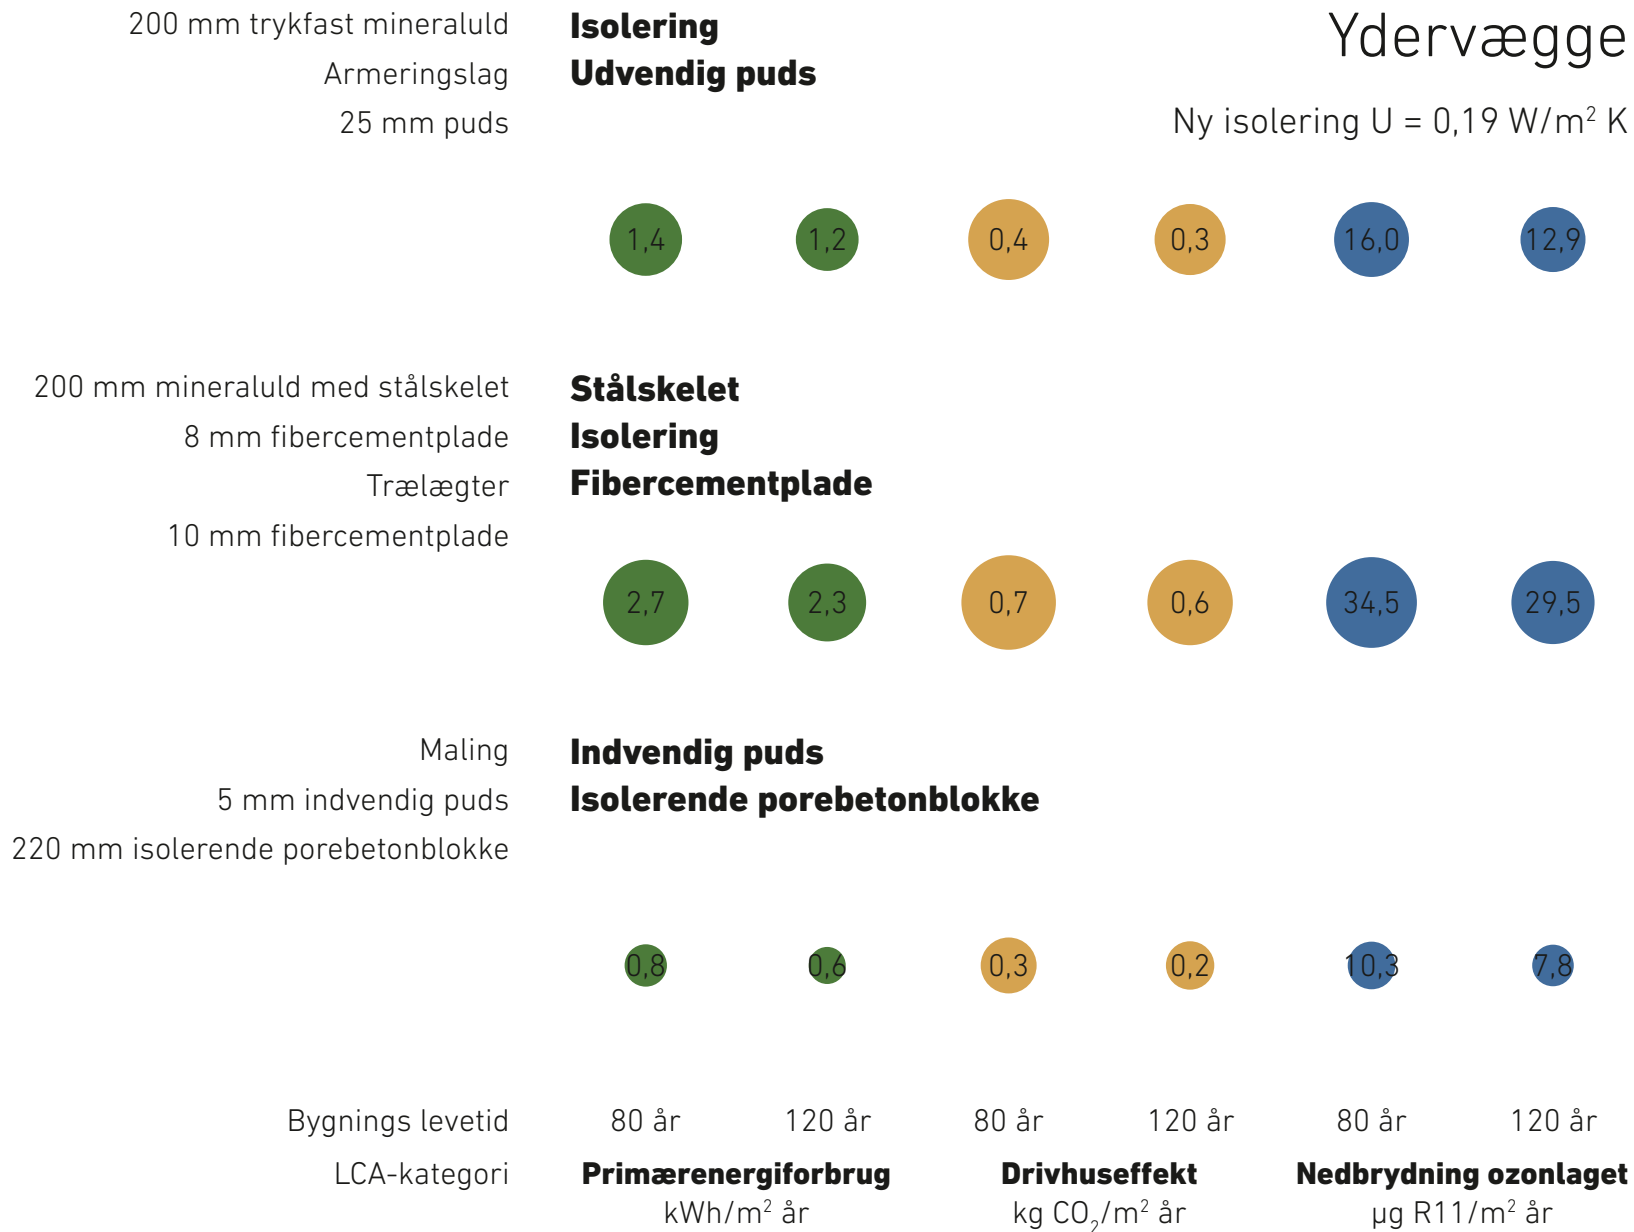 Ydervægge
Ny isolering U = 0,19 W/m² K
200 mm trykfast mineraluld
Armeringslag
25 mm puds
Isolering
Udvendig puds
1,4 1,2 0,4 0,3 16,0 12,9
200 mm mineraluld med stålskelet
8 mm fibercementplade
Trælægter
10 mm fibercementplade
Stålskelet
Isolering
Fibercementplade
2,7 2,3 0,7 0,6 34,5 29,5
Maling
5 mm indvendig puds
220 mm isolerende porebetonblokke
Indvendig puds
Isolerende porebetonblokke
0,8 0,6 0,3 0,2 10,3 7,8
Bygnings levetid 80 år 120 år 80 år 120 år 80 år 120 år
LCA-kategori Primærenergiforbrug Drivhuseffekt Nedbrydning ozonlaget
kWh/m² år kg CO₂/m² år µg R11/m² år